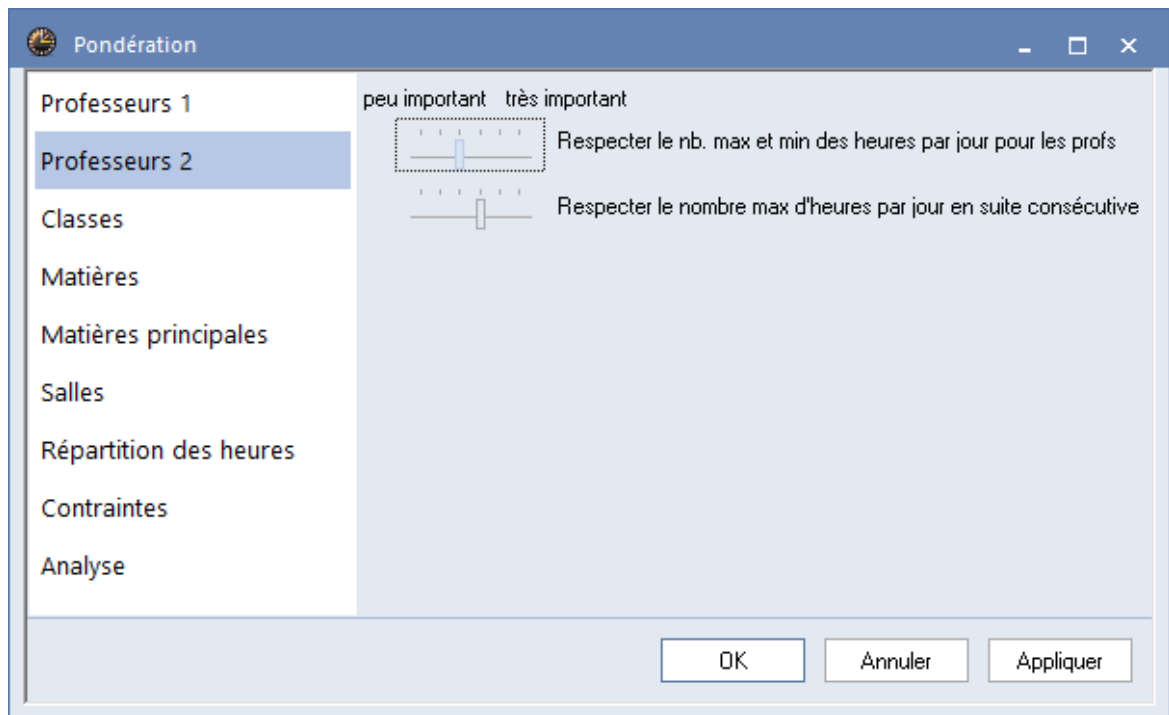 Pondération
Professeurs 1
Professeurs 2
Classes
Matières
Matières principales
Salles
Répartition des heures
Contraintes
Analyse
peu important très important
Respecter le nb. max et min des heures par jour pour les profs
Respecter le nombre max d'heures par jour en suite consécutive
OK Annuler Appliquer